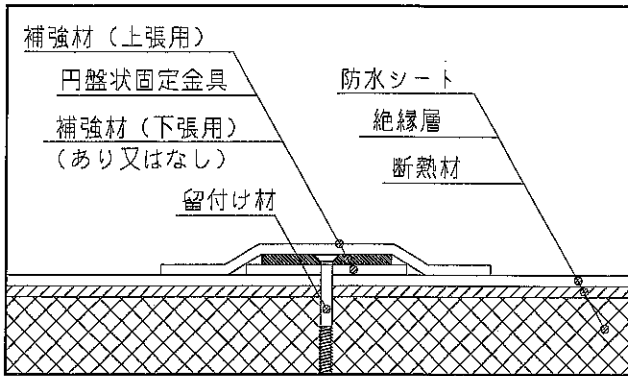 補強材（上張用）
円盤状固定金具
補強材（下張用）
（あり又はなし）
留付け材
防水シート
絶縁層
断熱材